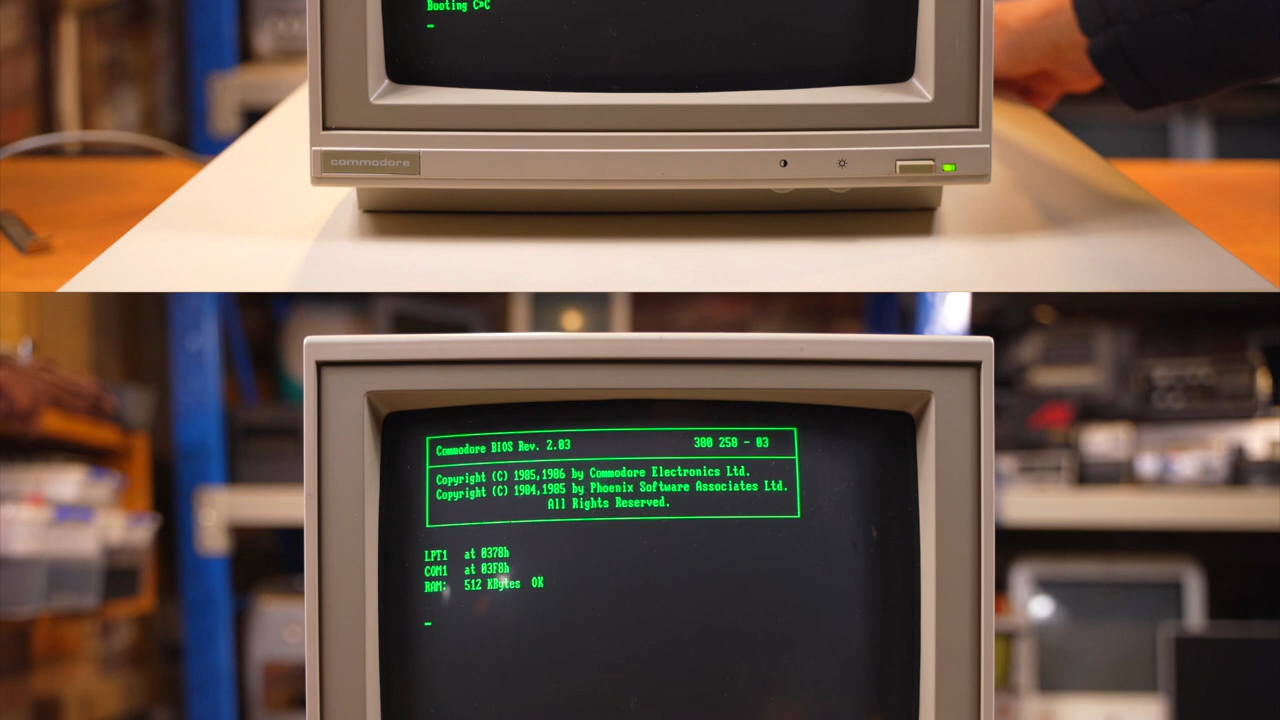 Booting C>C
commodore
Commodore BIOS Rev. 2.03 380 258 - 03
Copyright (C) 1985,1986 by Commodore Electronics Ltd.
Copyright (C) 1984,1985 by Phoenix Software Associates Ltd.
All Rights Reserved.
LPT1 at 0378h
COM1 at 03F8h
RAM: 512 KBytes OK